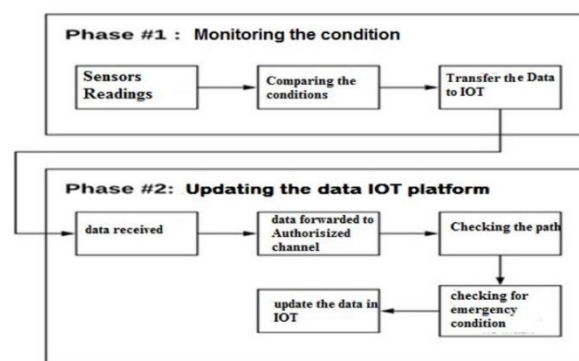 Phase #1 : Monitoring the condition
Sensors
Readings
Comparing the
conditions
Transfer the Data
to IOT
Phase #2: Updating the data IOT platform
data received
data forwarded to
Authorisized
channel
Checking the path
checking for
emergency
condition
update the data in
IOT